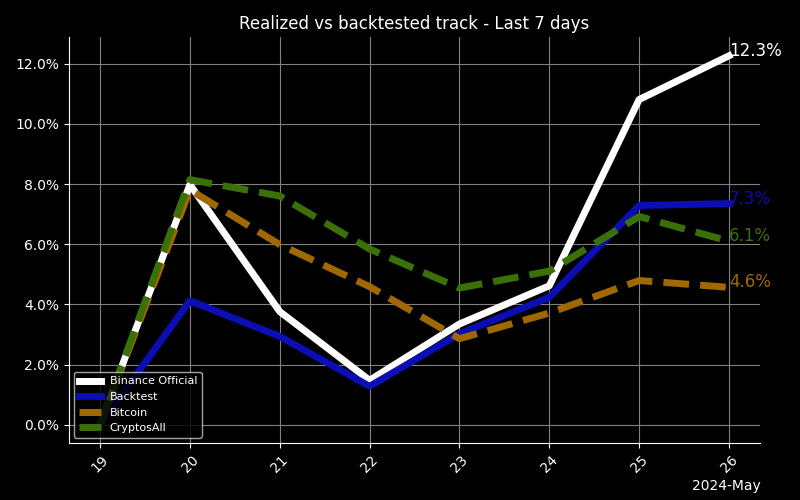 Realized vs backtested track - Last 7 days
12.0%
10.0%
8.0%
6.0%
4.0%
2.0%
0.0%
12.3%
7.3%
6.1%
4.6%
Binance Official
Backtest
Bitcoin
CryptosAll
19 20 21 22 23 24 25 26
2024-May